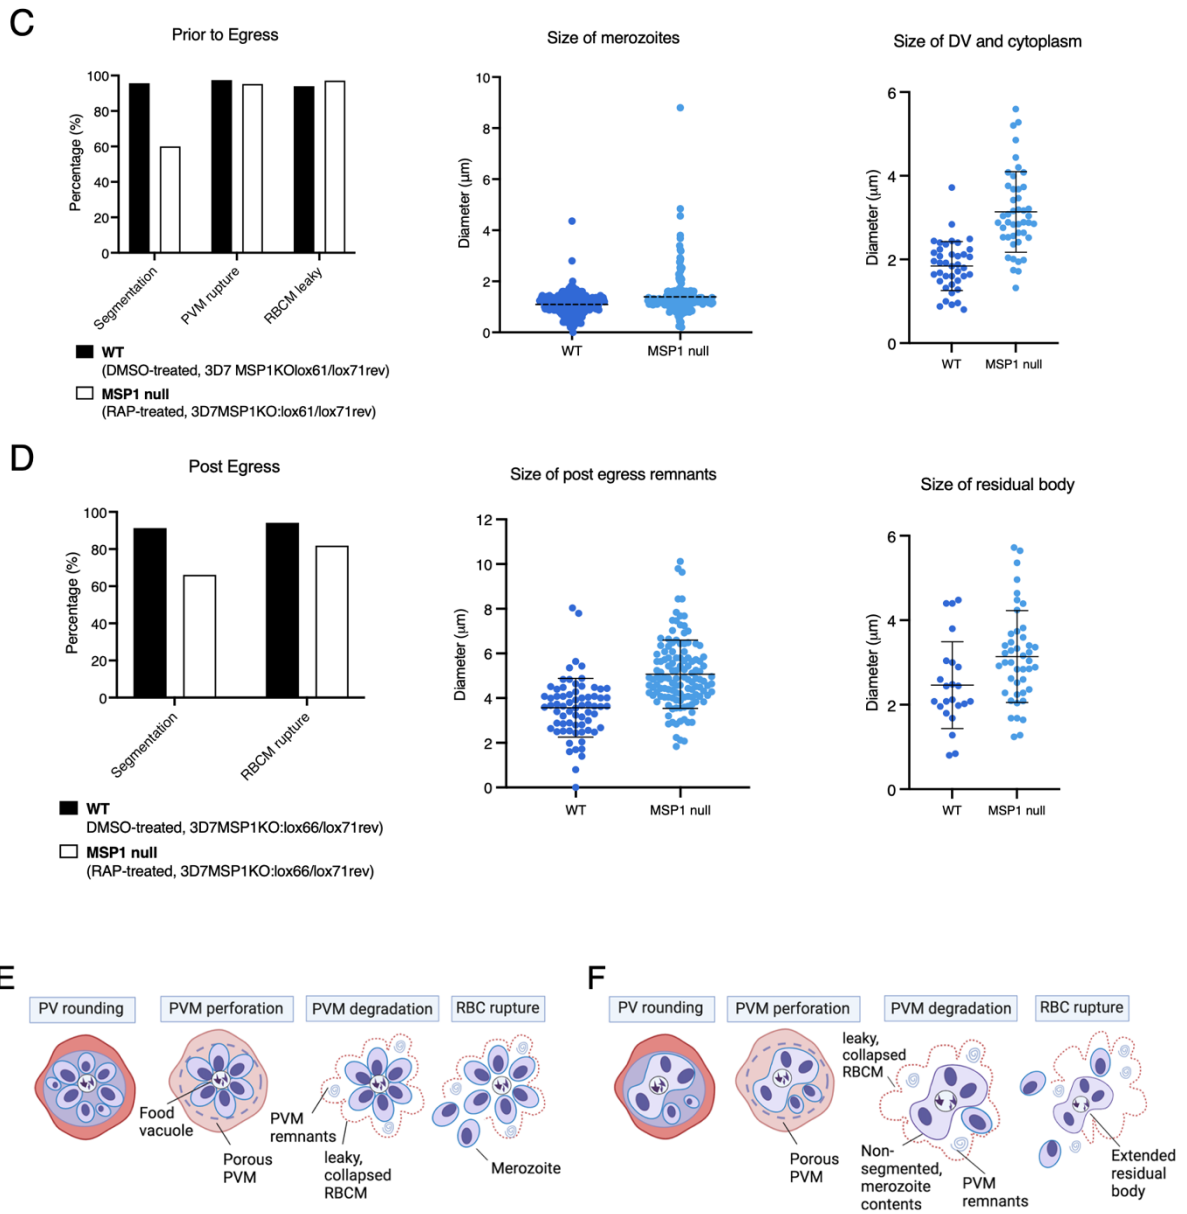 C
Prior to Egress
Percentage (%)
100
80
60
40
20
0
Segmentation
PVM rupture
RBCM leaky
WT
(DMSO-treated, 3D7 MSP1KOlox61/lox71rev)
MSP1 null
(RAP-treated, 3D7MSP1KO:lox61/lox71rev)
Size of merozoites
Diameter (µm)
10
8
6
4
2
0
WT
MSP1 null
Size of DV and cytoplasm
Diameter (µm)
6
4
2
0
WT
MSP1 null
D
Post Egress
Percentage (%)
100
80
60
40
20
0
Segmentation
RBCM rupture
WT
DMSO-treated, 3D7MSP1KO:lox66/lox71rev)
MSP1 null
(RAP-treated, 3D7MSP1KO:lox66/lox71rev)
Size of post egress remnants
Diameter (µm)
12
10
8
6
4
2
0
WT
MSP1 null
Size of residual body
Diameter (µm)
6
4
2
0
WT
MSP1 null
E
PV rounding
PVM perforation
PVM degradation
RBC rupture
Food
vacuole
Porous
PVM
PVM
remnants
leaky,
collapsed
RBCM
Merozoite
F
PV rounding
PVM perforation
PVM degradation
RBC rupture
leaky,
collapsed
RBCM
Porous
PVM
Non-
segmented,
merozoite
contents
PVM
remnants
Extended
residual
body